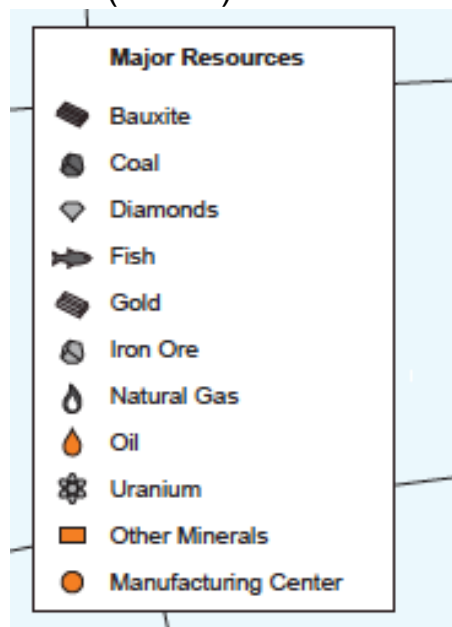 Major Resources
Bauxite
Coal
Diamonds
Fish
Gold
Iron Ore
Natural Gas
Oil
Uranium
Other Minerals
Manufacturing Center